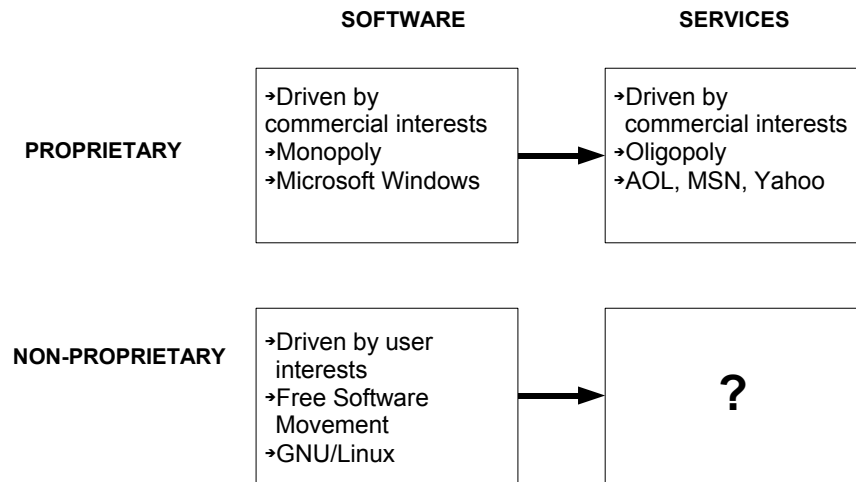 SOFTWARE
SERVICES
PROPRIETARY
➔Driven by
commercial interests
➔Monopoly
➔Microsoft Windows
➔Driven by
commercial interests
➔Oligopoly
➔AOL, MSN, Yahoo
NON-PROPRIETARY
➔Driven by user
interests
➔Free Software
Movement
➔GNU/Linux
?